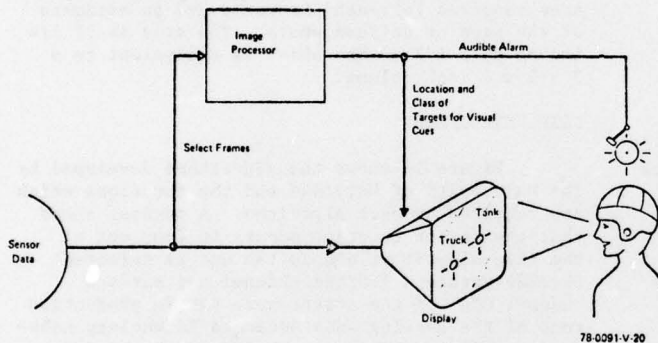 Image
Processor
Audible Alarm
Location and
Class of
Targets for Visual
Cues
Select Frames
Sensor
Data
Tank
Truck
Display
78-0091-V-20